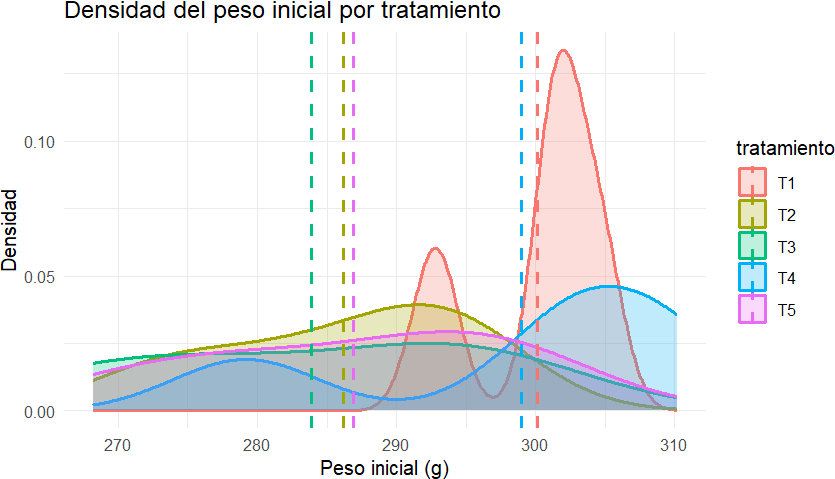 Densidad del peso inicial por tratamiento
Densidad
0.10
0.05
0.00
270
280
290
300
310
Peso inicial (g)
tratamiento
T1
T2
T3
T4
T5